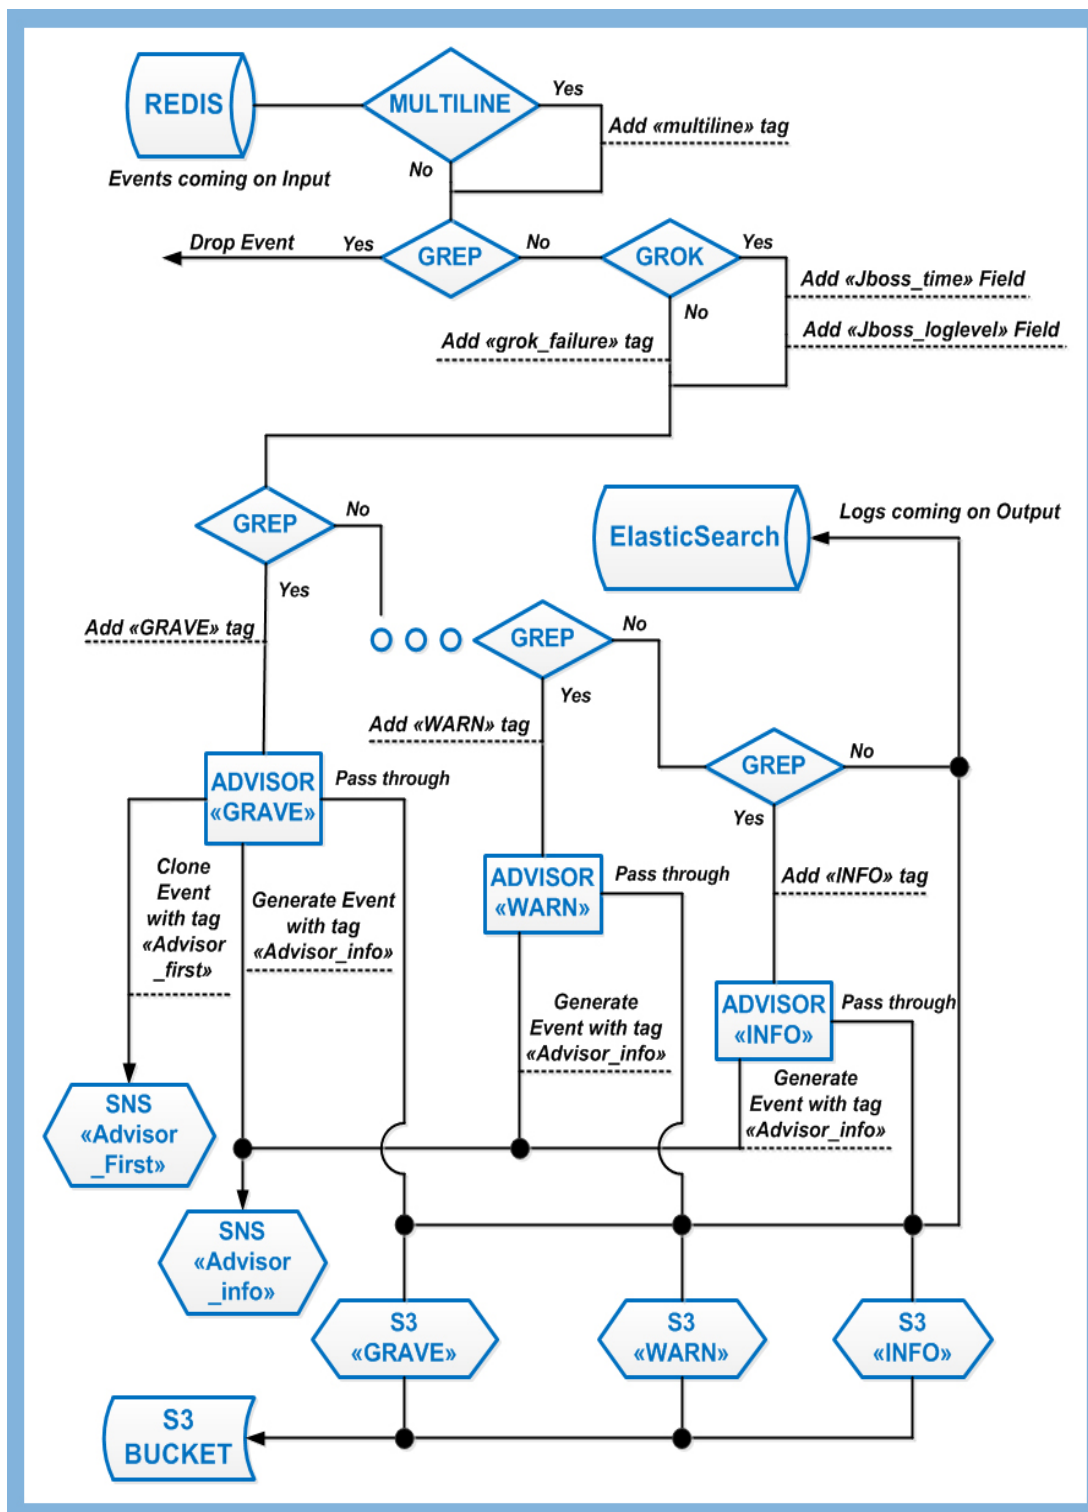 REDIS
MULTILINE
Yes
Add «multiline» tag
Events coming on Input
No
Drop Event
Yes
GREP
No
GROK
Yes
Add «Jboss_time» Field
No
Add «grok_failure» tag
Add «Jboss_loglevel» Field
GREP
No
ElasticSearch
Logs coming on Output
Yes
Add «GRAVE» tag
GREP
No
Yes
Add «WARN» tag
GREP
No
Yes
ADVISOR
«GRAVE»
Pass through
Clone
Event
with tag
«Advisor
_first»
Generate Event
with tag
«Advisor_info»
ADVISOR
«WARN»
Pass through
Add «INFO» tag
Generate
Event with tag
«Advisor_info»
ADVISOR
«INFO»
Pass through
Generate
Event with tag
«Advisor_info»
SNS
«Advisor
_First»
SNS
«Advisor
_info»
S3
«GRAVE»
S3
«WARN»
S3
«INFO»
S3
BUCKET